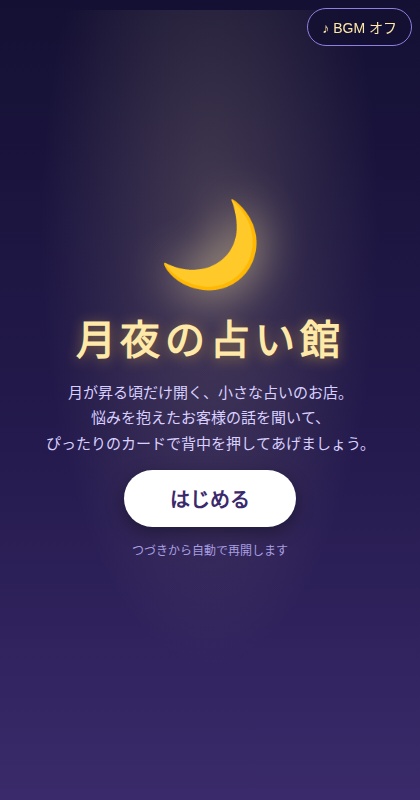 ♪ BGM オフ
月夜の占い館
月が昇る頃だけ開く、小さな占いのお店。
悩みを抱えたお客様の話を聞いて、
ぴったりのカードで背中を押してあげましょう。
はじめる
つづきから自動で再開します